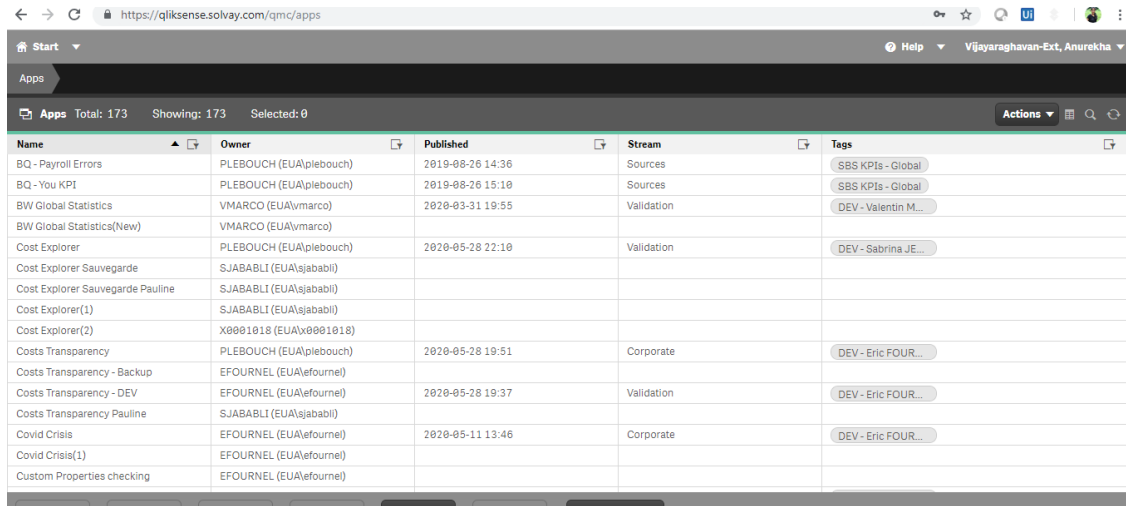 https://qliksense.solvay.com/qmc/apps
Ui
Start Help Vijayaraghavan-Ext, Anurekha
Apps
Apps Total: 173 Showing: 173 Selected: 0 Actions
Name Owner Published Stream Tags
BQ - Payroll Errors PLEBOUCH (EUA\plebouch) 2019-08-26 14:36 Sources SBS KPIs - Global
BQ - You KPI PLEBOUCH (EUA\plebouch) 2019-08-26 15:10 Sources SBS KPIs - Global
BW Global Statistics VMARCO (EUA\vmarco) 2020-03-31 19:55 Validation DEV - Valentin M...
BW Global Statistics(New) VMARCO (EUA\vmarco)
Cost Explorer PLEBOUCH (EUA\plebouch) 2020-05-28 22:10 Validation DEV - Sabrina JE...
Cost Explorer Sauvegarde SJABABLI (EUA\sjababli)
Cost Explorer Sauvegarde Pauline SJABABLI (EUA\sjababli)
Cost Explorer(1) SJABABLI (EUA\sjababli)
Cost Explorer(2) X0001018 (EUA\x0001018)
Costs Transparency PLEBOUCH (EUA\plebouch) 2020-05-28 19:51 Corporate DEV - Eric FOUR...
Costs Transparency - Backup EFOURNEL (EUA\efournel)
Costs Transparency - DEV EFOURNEL (EUA\efournel) 2020-05-28 19:37 Validation DEV - Eric FOUR...
Costs Transparency Pauline SJABABLI (EUA\sjababli)
Covid Crisis EFOURNEL (EUA\efournel) 2020-05-11 13:46 Corporate DEV - Eric FOUR...
Covid Crisis(1) EFOURNEL (EUA\efournel)
Custom Properties checking EFOURNEL (EUA\efournel)